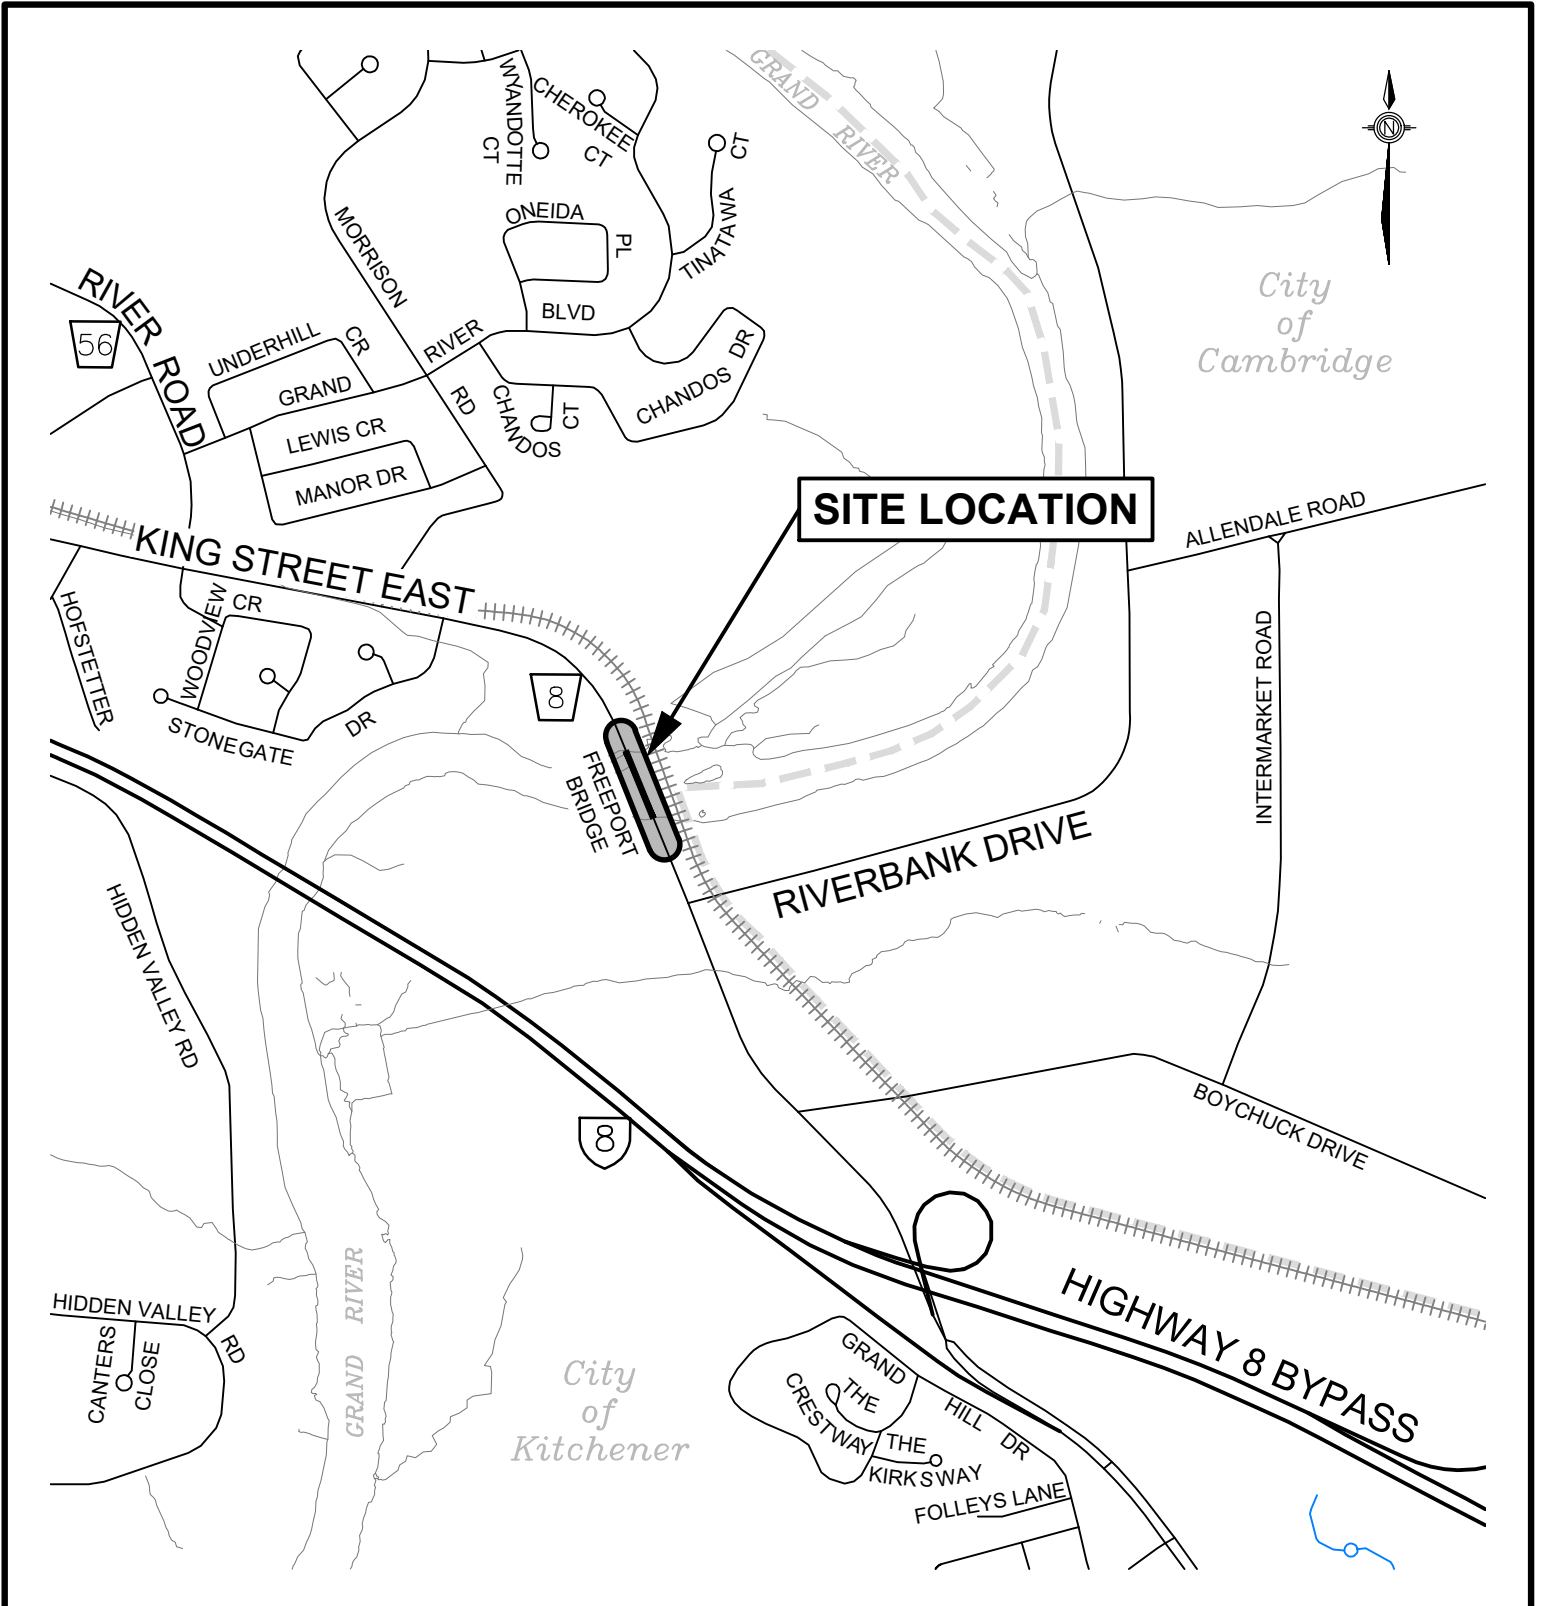 GRAND RIVER
WYANDOTTE
CT
CHEROKEE
CT
CT
TINATAWA
N
ONEIDA
PL
MORRISON
RD
RIVER ROAD
56
UNDERHILL
CR
GRAND
RIVER
BLVD
LEWIS CR
MANOR DR
CHANDOS
CT
CHANDOS DR
City
of
Cambridge
SITE LOCATION
ALLENDALE ROAD
KING STREET EAST
HOFSTETTER
WOODVIEW
CR
STONEGATE
DR
8
FREEPORT
BRIDGE
INTERMARKET ROAD
RIVERBANK DRIVE
HIDDEN VALLEY RD
BOYCHUCK DRIVE
8
HIGHWAY 8 BYPASS
HIDDEN VALLEY
RD
CANTERS
CLOSE
GRAND RIVER
City
of
Kitchener
GRAND
HILL DR
THE
CRESTWAY
THE
KIRKSWAY
FOLLEYS LANE